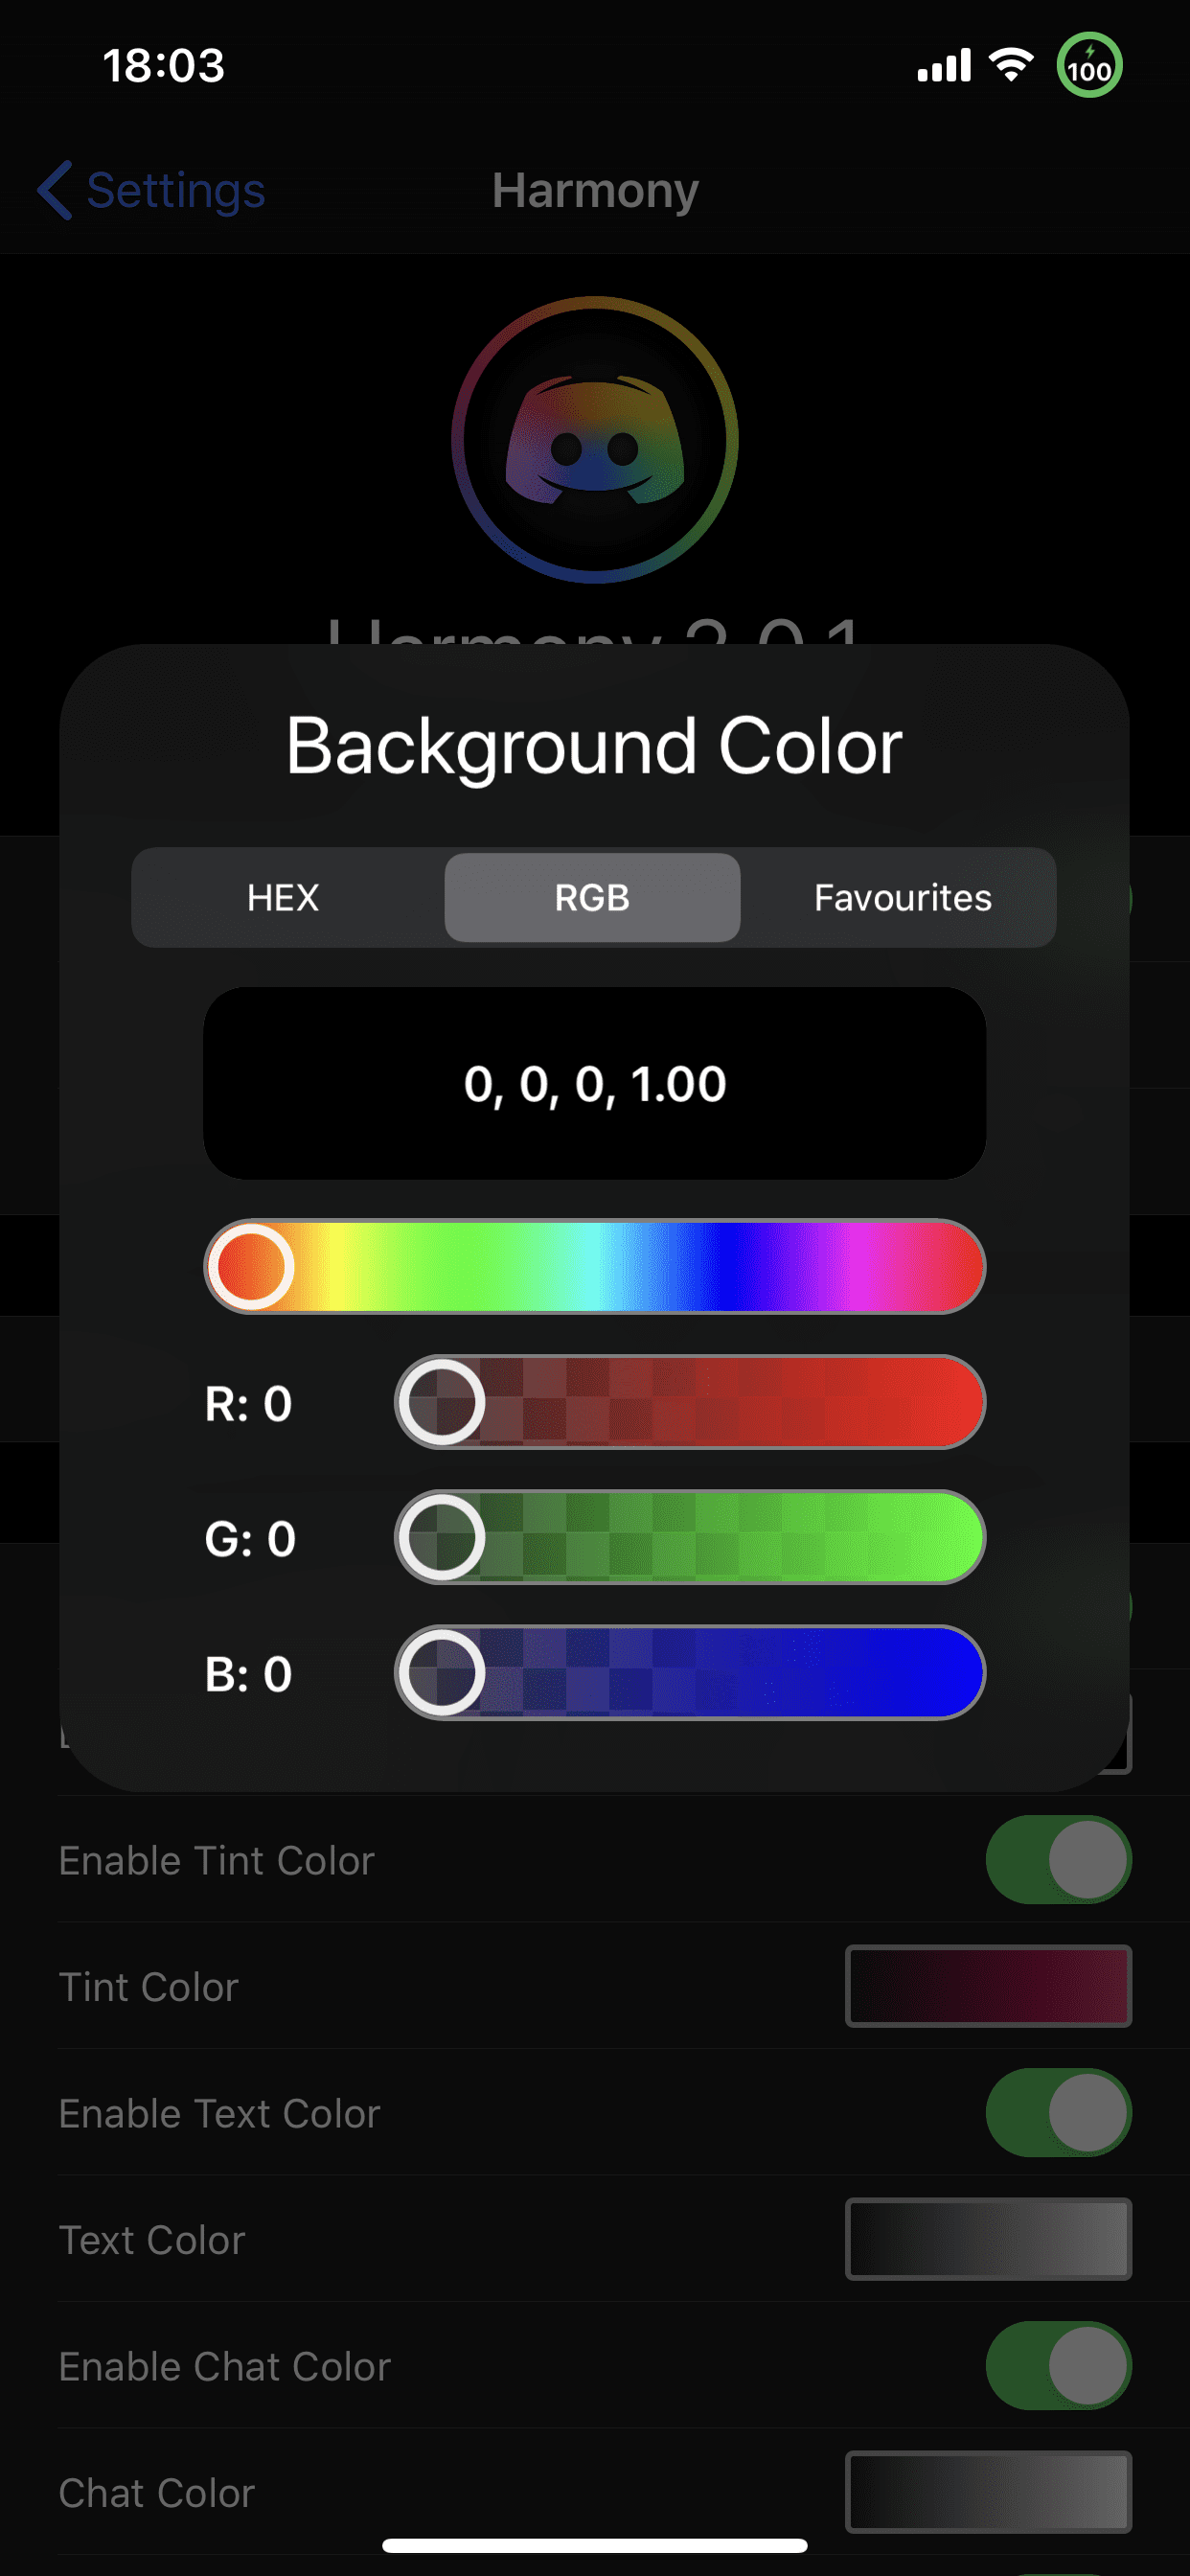 18:03
100
Settings
Harmony
Harmony 2.0.1
Background Color
HEX
RGB
Favourites
0, 0, 0, 1.00
R: 0
G: 0
B: 0
Enable Tint Color
Tint Color
Enable Text Color
Text Color
Enable Chat Color
Chat Color